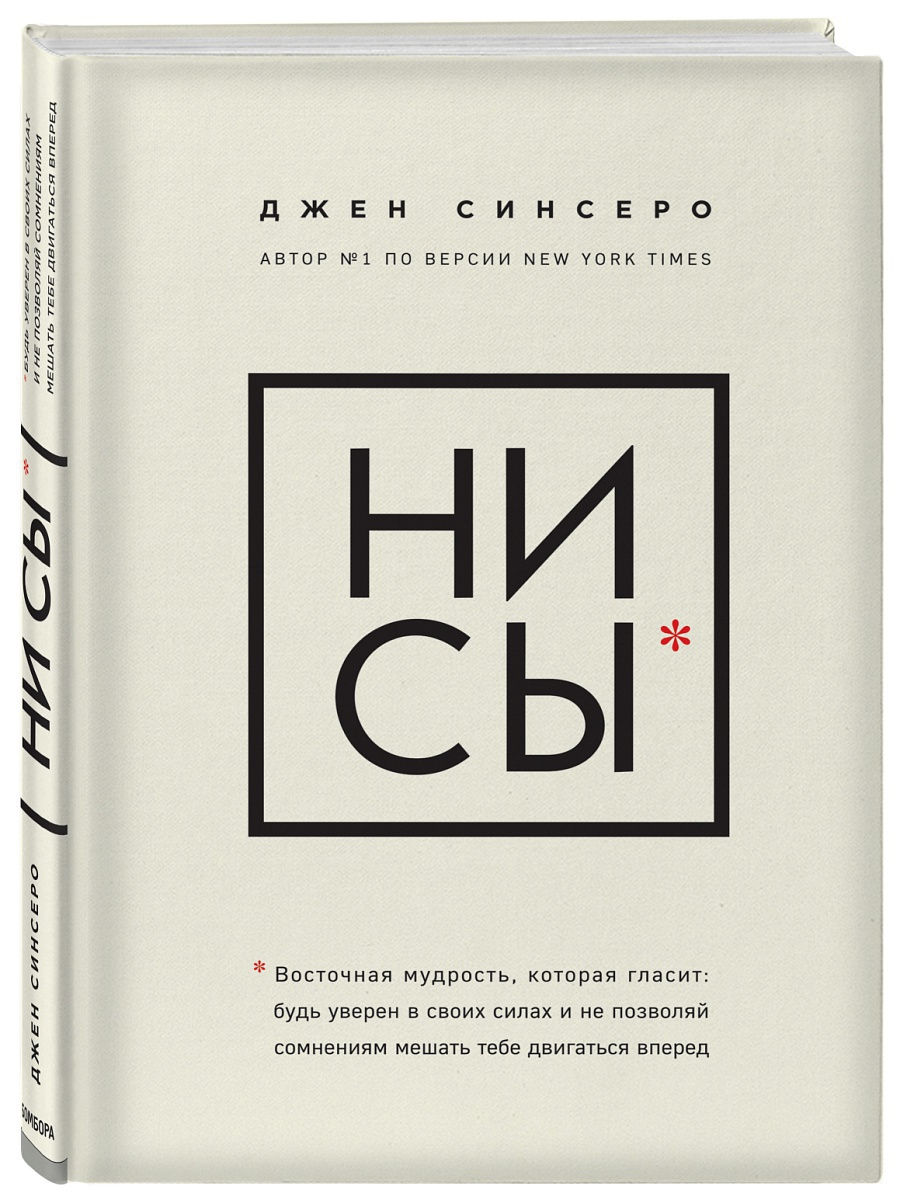 ДЖЕН СИНСЕРО
АВТОР №1 ПО ВЕРСИИ NEW YORK TIMES
НИ
СЫ*
* Восточная мудрость, которая гласит:
будь уверен в своих силах и не позволяй
сомнениям мешать тебе двигаться вперед
*БУДЬ УВЕРЕН В СВОИХ СИЛАХ
И НЕ ПОЗВОЛЯЙ СОМНЕНИЯМ
МЕШАТЬ ТЕБЕ ДВИГАТЬСЯ ВПЕРЕД
( НИ СЫ* )
ДЖЕН СИНСЕРО
БОМБОРА